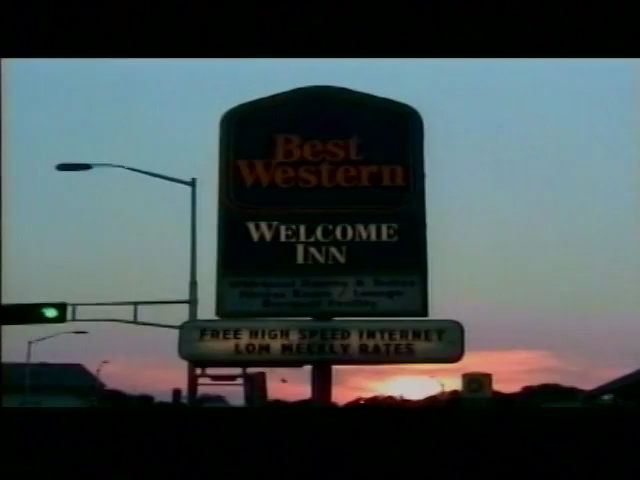 Best
Western
WELCOME
INN
FREE HIGH SPEED INTERNET
LOW WEEKLY RATES